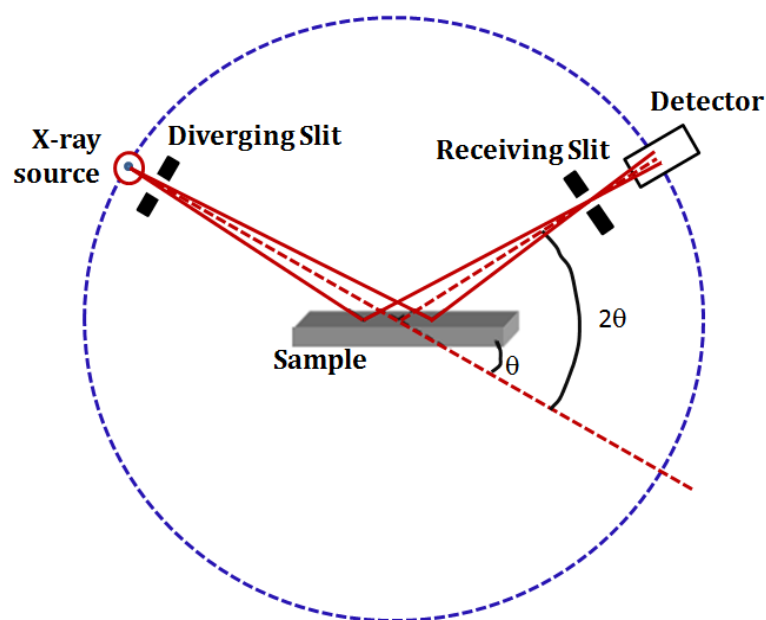 X-ray
source
Diverging Slit
Receiving Slit
Detector
Sample
θ
2θ